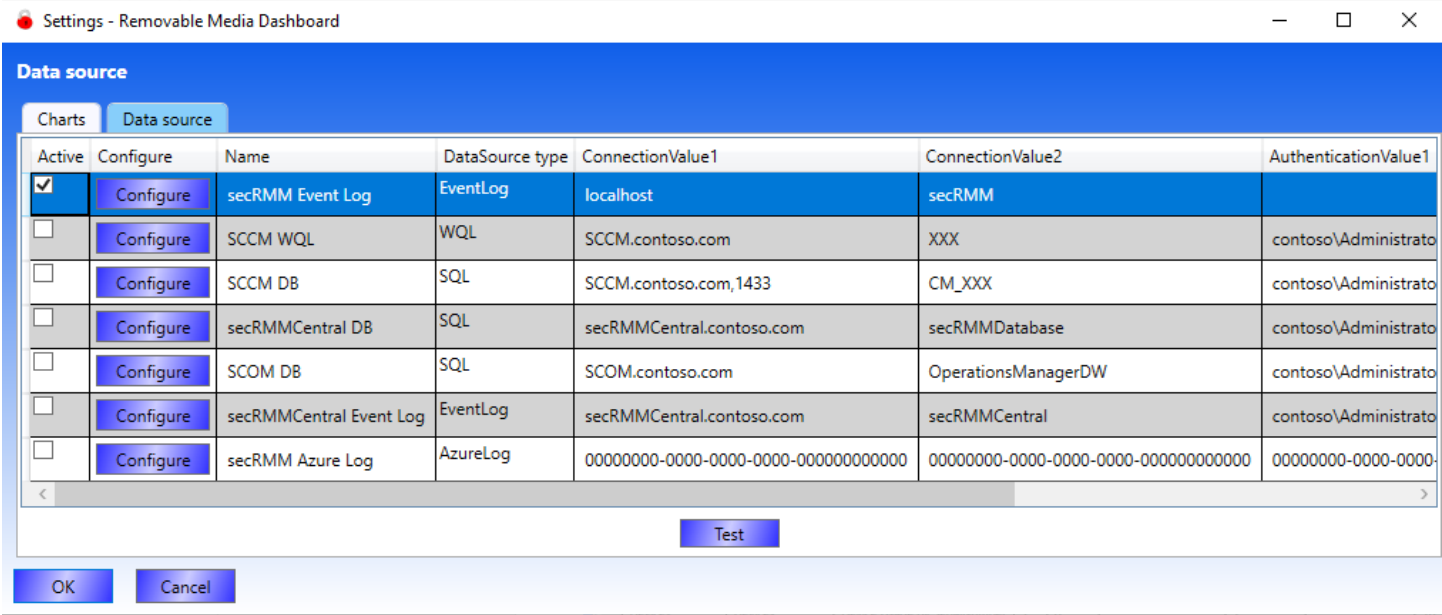 Settings - Removable Media Dashboard
Data source
Charts Data source
Active Configure Name DataSource type ConnectionValue1 ConnectionValue2 AuthenticationValue1
Configure secRMM Event Log EventLog localhost secRMM
Configure SCCM WQL WQL SCCM.contoso.com XXX contoso\Administrato
Configure SCCM DB SQL SCCM.contoso.com,1433 CM_XXX contoso\Administrato
Configure secRMMCentral DB SQL secRMMCentral.contoso.com secRMMDatabase contoso\Administrato
Configure SCOM DB SQL SCOM.contoso.com OperationsManagerDW contoso\Administrato
Configure secRMMCentral Event Log EventLog secRMMCentral.contoso.com secRMMCentral contoso\Administrato
Configure secRMM Azure Log AzureLog 00000000-0000-0000-0000-000000000000 00000000-0000-0000-0000-000000000000 00000000-0000-0000-
Test
OK Cancel